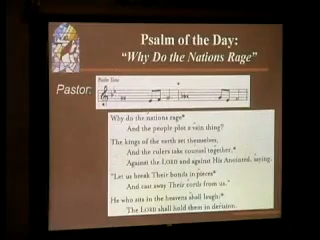 Psalm of the Day:
"Why Do the Nations Rage"
Pastor:
Psalm Tone
Why do the nations rage*
And the people plot a vain thing?
The kings of the earth set themselves,
And the rulers take counsel together,*
Against the LORD and against His Anointed, saying,
"Let us break Their bonds in pieces*
And cast away Their cords from us."
He who sits in the heavens shall laugh;*
The LORD shall hold them in derision.